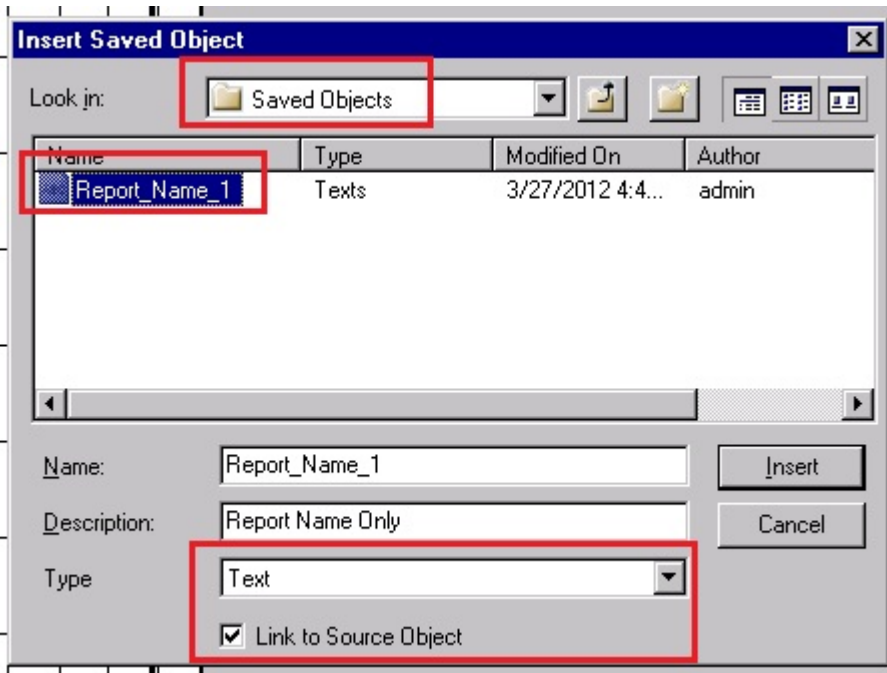 Insert Saved Object
Look in: Saved Objects
Name Type Modified On Author
Report_Name_1 Texts 3/27/2012 4:4... admin
Name: Report_Name_1 Insert
Description: Report Name Only Cancel
Type Text
Link to Source Object